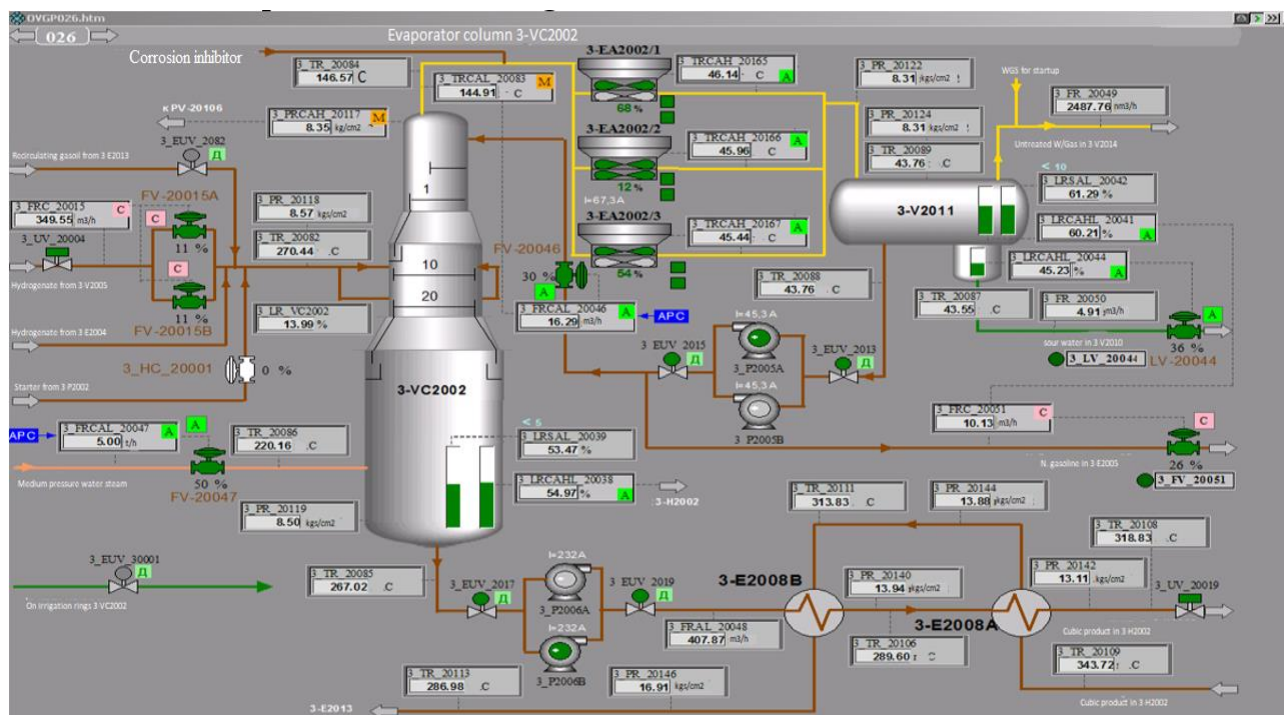 DVGP026.htm
026
Evaporator column 3-VC2002
Corrosion inhibitor
3_TR_20084
146.57 C
3_TRCAL_20083 M
144.91 C
к PV-20106
3_PRCAH_20117 M
8.35 kg/cm2
3_EUV_2082
Д
Recirculating gasoil from 3 E2013
FV-20015A
3_FRC_20015 C
349.55 m3/h
C
11 %
3_UV_20004
Hydrogenate from 3 V2005
C
11 %
FV-20015B
Hydrogenate from 3 E2004
3_HC_20001
0 %
Starter from 3 P2002
3_PR_20118
8.57 kgs/cm2
3_TR_20082
270.44 C
3_LR_VC2002
13.99 %
1
10
20
3-VC2002
APC
3_FRCAL_20047
5.00 t/h A
A
3_TR_20086
220.16 .C
50 %
FV-20047
Medium pressure water steam
3_PR_20119
8.50 kgs/cm2
3_EUV_30001
Д
On irrigation rings 3 VC2002
3-EA2002/1
68%
3_TRCAH_20165
46.14 C A
3-EA2002/2
12%
I=67,3A
3_TRCAH_20166 A
45.96 C
3-EA2002/3
54%
3_TRCAH_20167 A
45.44 C
FV-20046
30 %
A
3_FRCAL_20046
16.29 m3/h A
APC
3_PR_20122
8.31 kgs/cm2
3_PR_20124
8.31 kgs/cm2
3_TR_20089
43.76 .C
WGS for startup
3_FR_20049
2487.76 nm3/h
Untreated W/Gas in 3 V2014
3-V2011
< 10
3_LRSAL_20042
61.29 %
3_LRCAHL_20041
60.21 % A
3_LRCAHL_20044
45.23 % A
3_TR_20088
43.76 . C
3_TR_20087
43.55 .C
3_FR_20050
4.91 m3/h
sour water in 3 V2010
3_LV_20044
A
36 %
LV-20044
3_EUV_2015
Д
I=45,3A
3_P2005A
I=45,3A
3_P2005B
3_EUV_2013
Д
3_FRC_20051 C
10.13 m3/h
C
26 %
N. gasoline in 3 E2005
3_FV_20051
< 5
3_LRSAL_20039
53.47 %
3_LRCAHL_20038
54.97 % A
3-H2002
3_TR_20085
267.02 .C
3_EUV_2017
Д
I=232A
3_P2006A
I=232A
3_P2006B
3_EUV_2019
Д
3_FRAL_20048
407.87 m3/h
3_TR_20111
313.83 . C
3_PR_20144
13.88 kgs/cm2
3-E2008B
3_PR_20140
13.94 kgs/cm2
3-E2008A
3_TR_20106
289.60 C
3_TR_20108
318.83 .C
3_PR_20142
13.11 .kgs/cm2
3_UV_20019
Cubic product in 3 H2002
3_TR_20109
343.72 .C
Cubic product in 3 H2002
3_TR_20113
286.98 .C
3_PR_20146
16.91 kgs/cm2
3-E2013